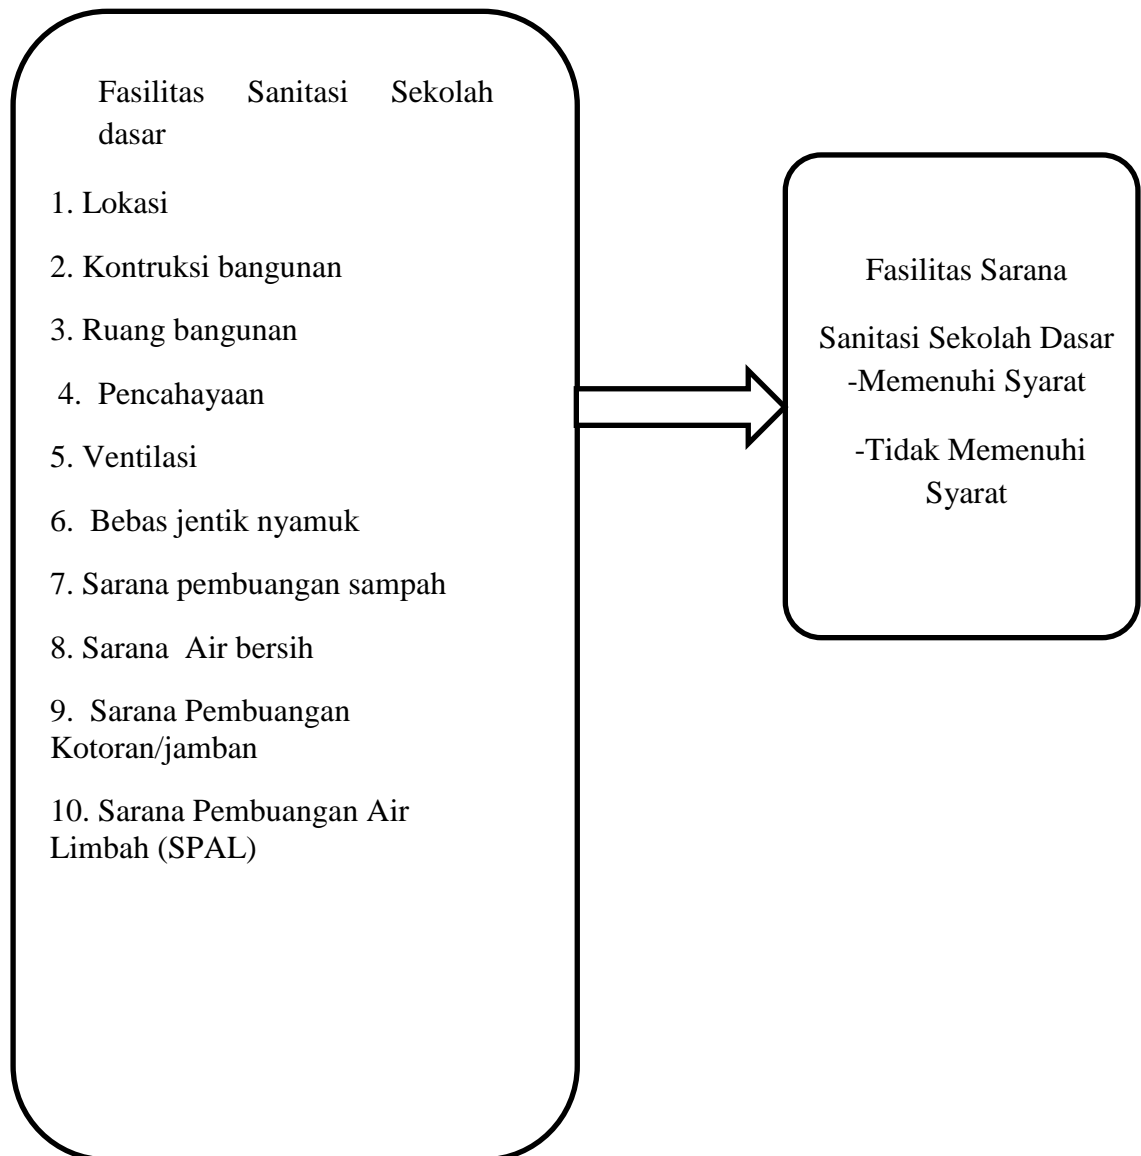 Fasilitas Sanitasi Sekolah
dasar
1. Lokasi
2. Kontruksi bangunan
3. Ruang bangunan
4. Pencahayaan
5. Ventilasi
6. Bebas jentik nyamuk
7. Sarana pembuangan sampah
8. Sarana Air bersih
9. Sarana Pembuangan
Kotoran/jamban
10. Sarana Pembuangan Air
Limbah (SPAL)
Fasilitas Sarana
Sanitasi Sekolah Dasar
-Memenuhi Syarat
-Tidak Memenuhi
Syarat